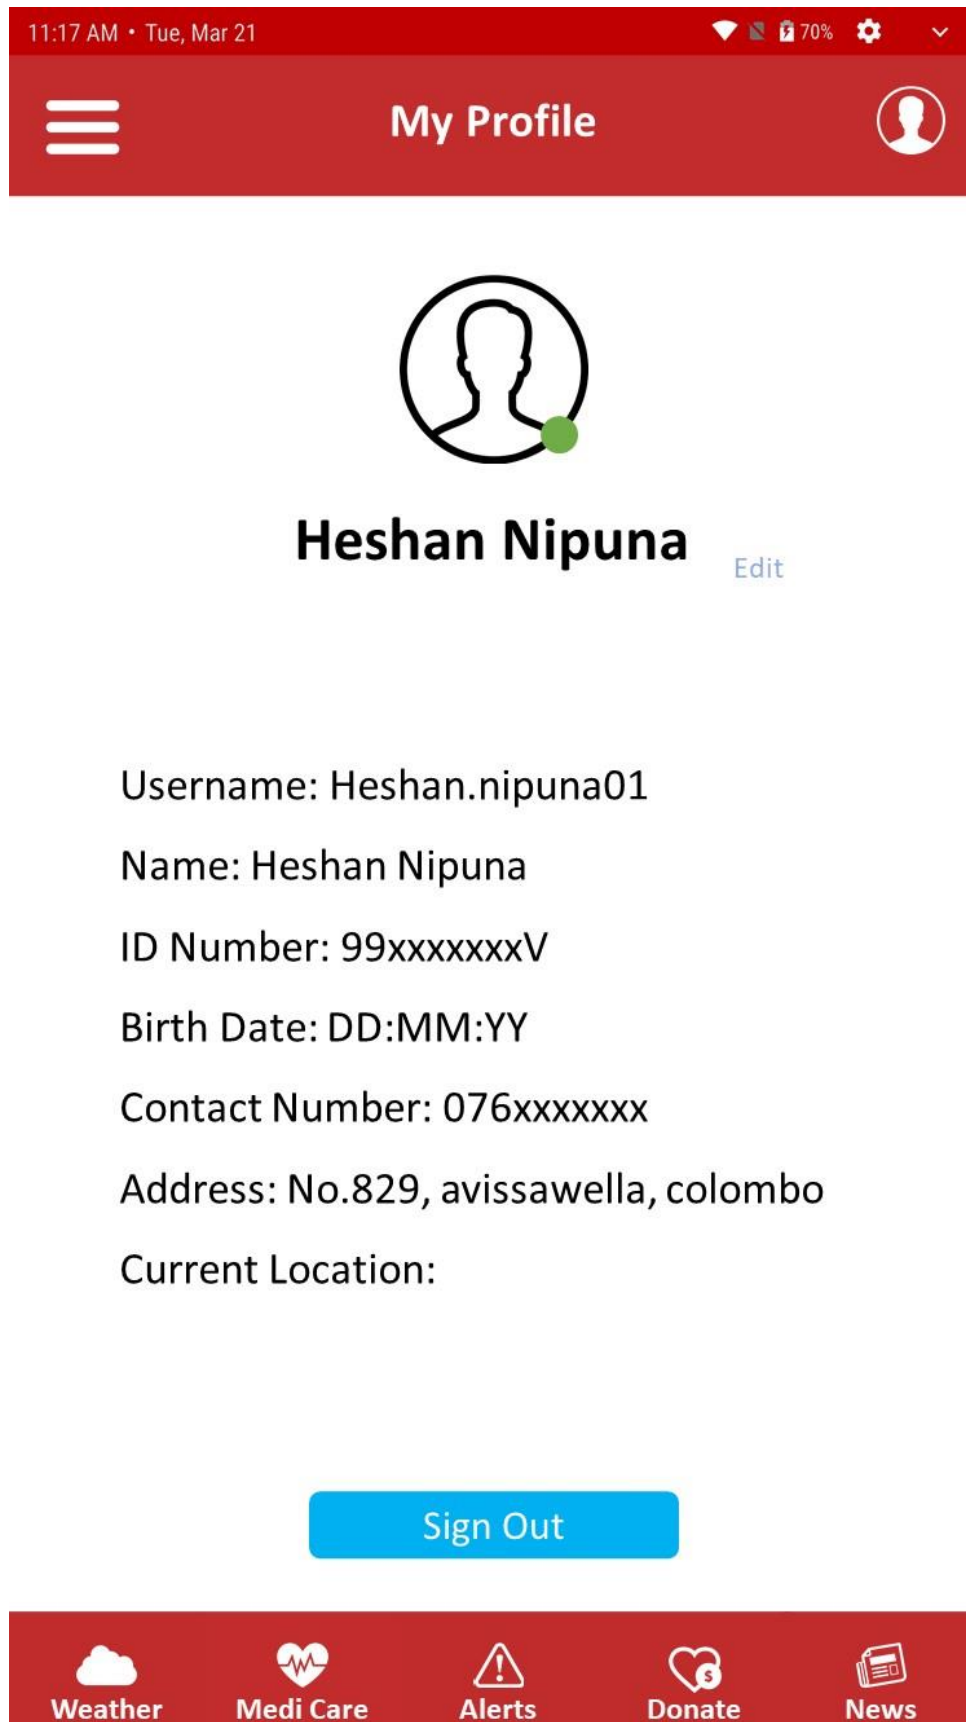 11:17 AM • Tue, Mar 21 70%
My Profile
Heshan Nipuna
Edit
Username: Heshan.nipuna01
Name: Heshan Nipuna
ID Number: 99xxxxxxxV
Birth Date: DD:MM:YY
Contact Number: 076xxxxxxx
Address: No.829, avissawella, colombo
Current Location:
Sign Out
Weather Medi Care Alerts Donate News